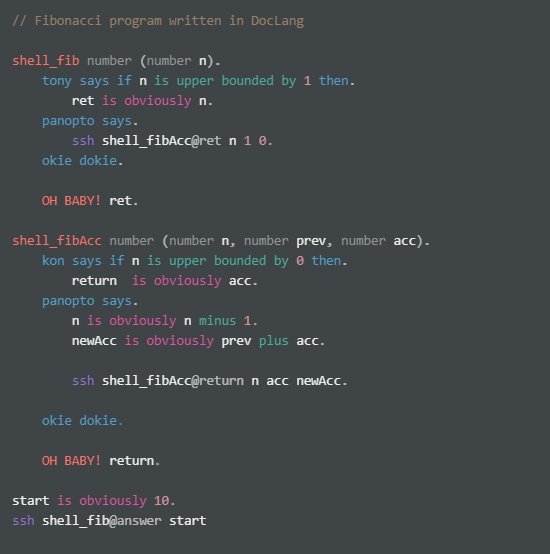 // Fibonacci program written in DocLang
shell_fib number (number n).
tony says if n is upper bounded by 1 then.
ret is obviously n.
panopto says.
ssh shell_fibAcc@ret n 1 0.
okie dokie.
OH BABY! ret.
shell_fibAcc number (number n, number prev, number acc).
kon says if n is upper bounded by 0 then.
return  is obviously acc.
panopto says.
n is obviously n minus 1.
newAcc is obviously prev plus acc.
ssh shell_fibAcc@return n acc newAcc.
okie dokie.
OH BABY! return.
start is obviously 10.
ssh shell_fib@answer start